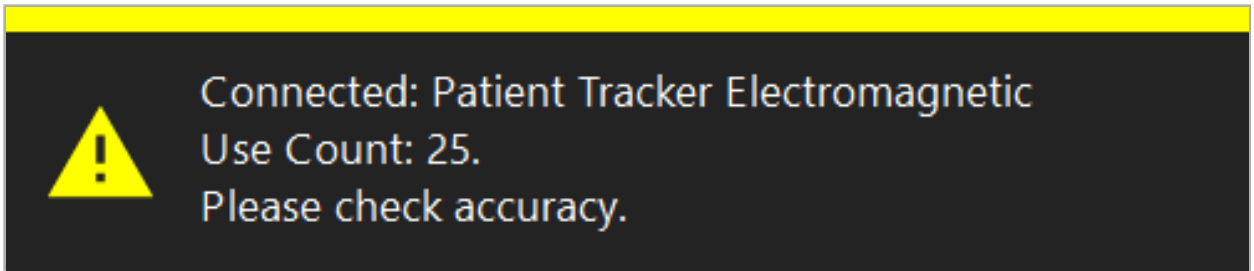 Connected: Patient Tracker Electromagnetic
Use Count: 25.
Please check accuracy.